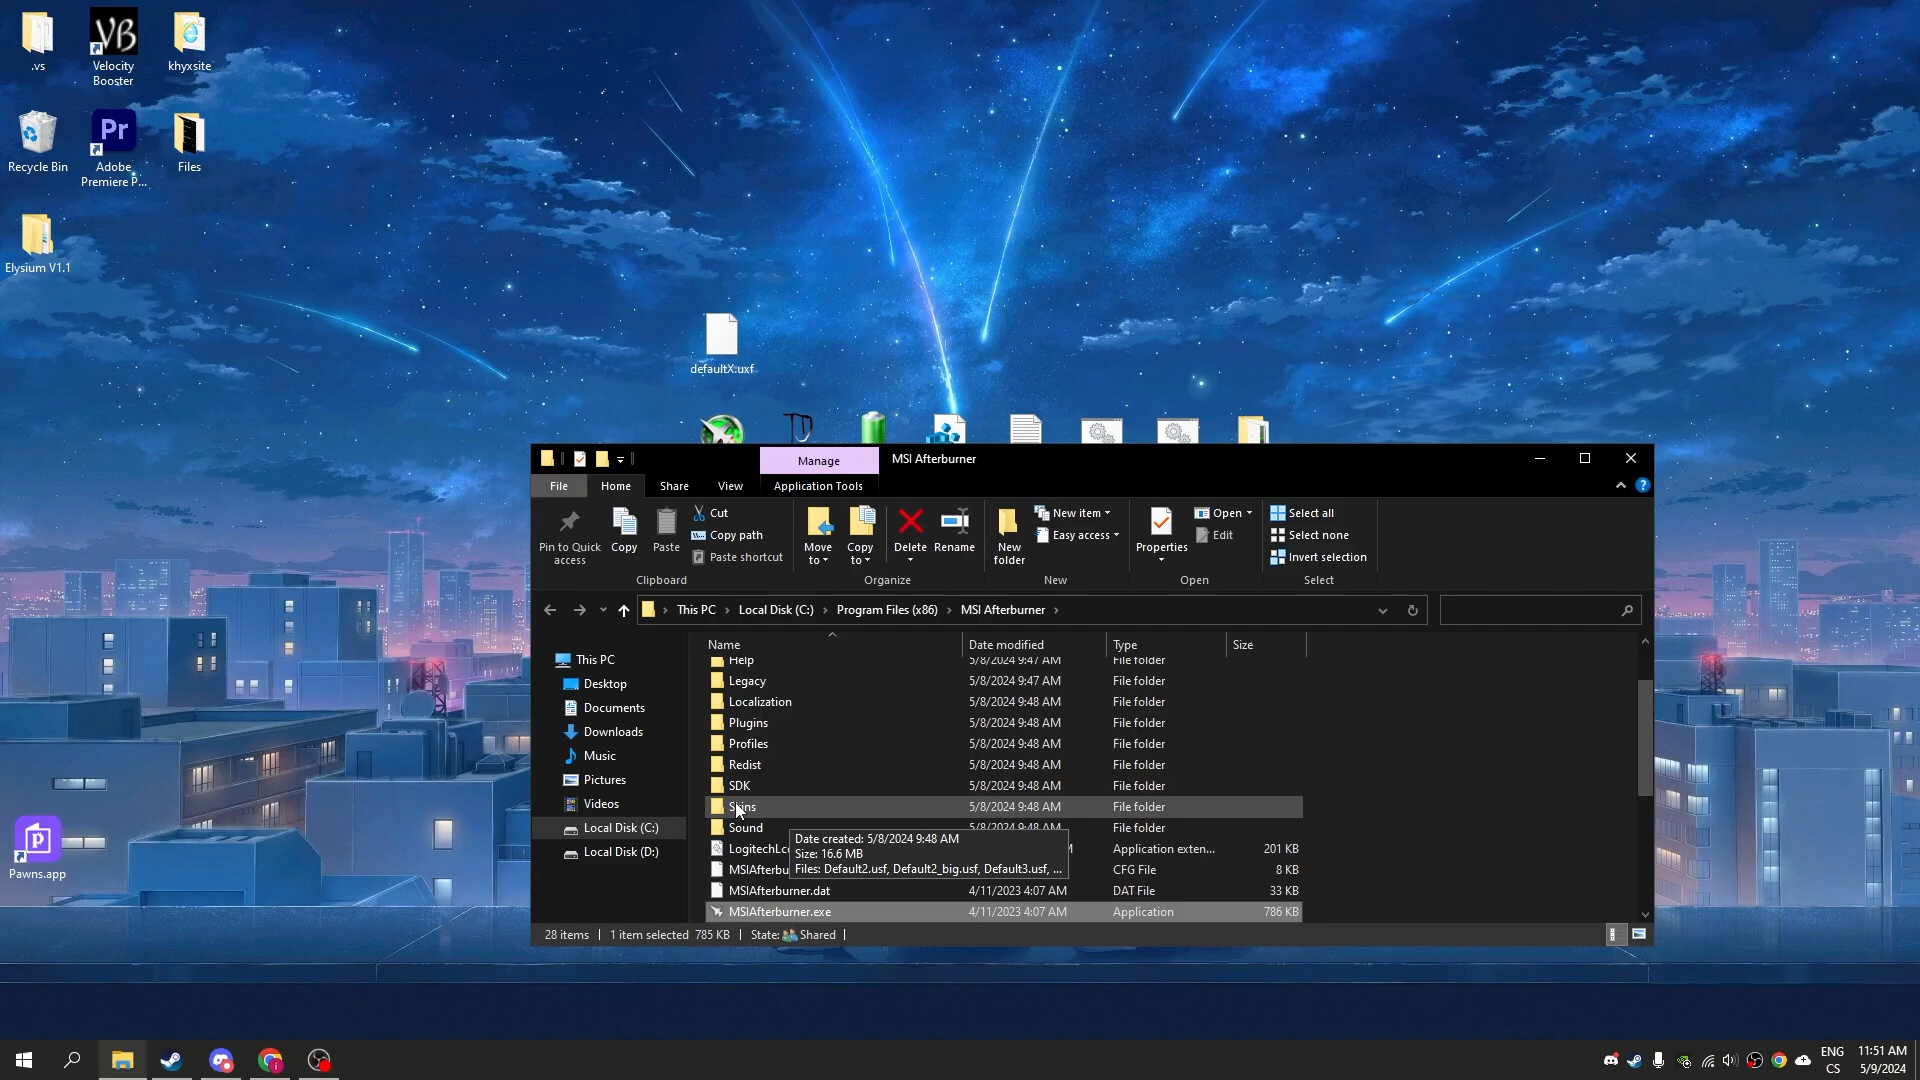 .vs
Velocity
Booster
khyxsite
Recycle Bin
Pr
Adobe
Premiere P...
Files
Elysium V1.1
Pawns.app
defaultX.uxf
Manage
MSI Afterburner
File
Home
Share
View
Application Tools
Pin to Quick
access
Copy
Paste
Cut
Copy path
Paste shortcut
Clipboard
Move
to
Copy
to
Delete
Rename
Organize
New
folder
New item
Easy access
New
Properties
Open
Edit
Open
Select all
Select none
Invert selection
Select
This PC
Local Disk (C:)
Program Files (x86)
MSI Afterburner
This PC
Desktop
Documents
Downloads
Music
Pictures
Videos
Local Disk (C:)
Local Disk (D:)
Name Date modified Type Size
Help 5/8/2024 9:47 AM File folder
Legacy 5/8/2024 9:47 AM File folder
Localization 5/8/2024 9:48 AM File folder
Plugins 5/8/2024 9:48 AM File folder
Profiles 5/8/2024 9:48 AM File folder
Redist 5/8/2024 9:48 AM File folder
SDK 5/8/2024 9:48 AM File folder
Skins 5/8/2024 9:48 AM File folder
Sound 5/8/2024 9:48 AM File folder
Application exten... 201 KB
CFG File 8 KB
MSIAfterburner.dat 4/11/2023 4:07 AM DAT File 33 KB
MSIAfterburner.exe 4/11/2023 4:07 AM Application 786 KB
Date created: 5/8/2024 9:48 AM
Size: 16.6 MB
Files: Default2.usf, Default2_big.usf, Default3.usf, ...
28 items
1 item selected 785 KB
State: Shared
ENG
CS
11:51 AM
5/9/2024